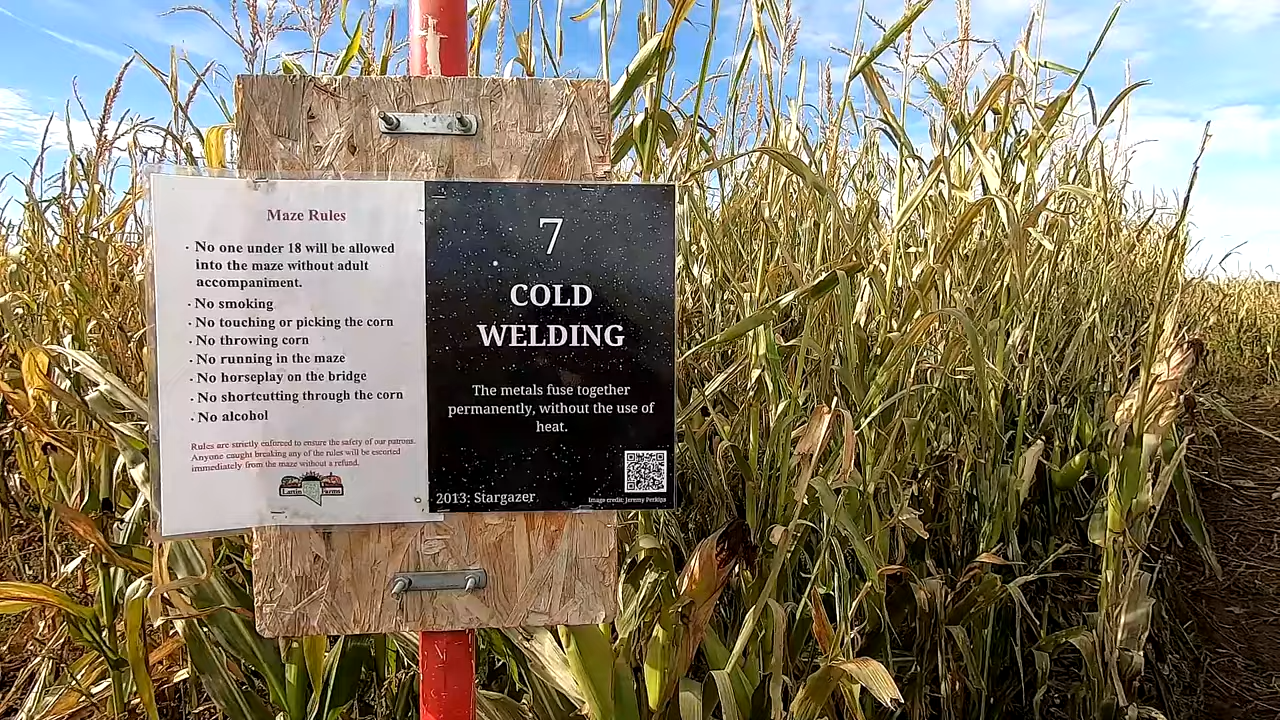 Maze Rules
· No one under 18 will be allowed
into the maze without adult
accompaniment.
· No smoking
· No touching or picking the corn
· No throwing corn
· No running in the maze
· No horseplay on the bridge
· No shortcutting through the corn
· No alcohol
Rules are strictly enforced to ensure the safety of our patrons.
Anyone caught breaking any of the rules will be escorted
immediately from the maze without a refund.
Lattin Farms
7
COLD
WELDING
The metals fuse together
permanently, without the use of
heat.
2013: Stargazer
Image credit: Jeremy Perkins